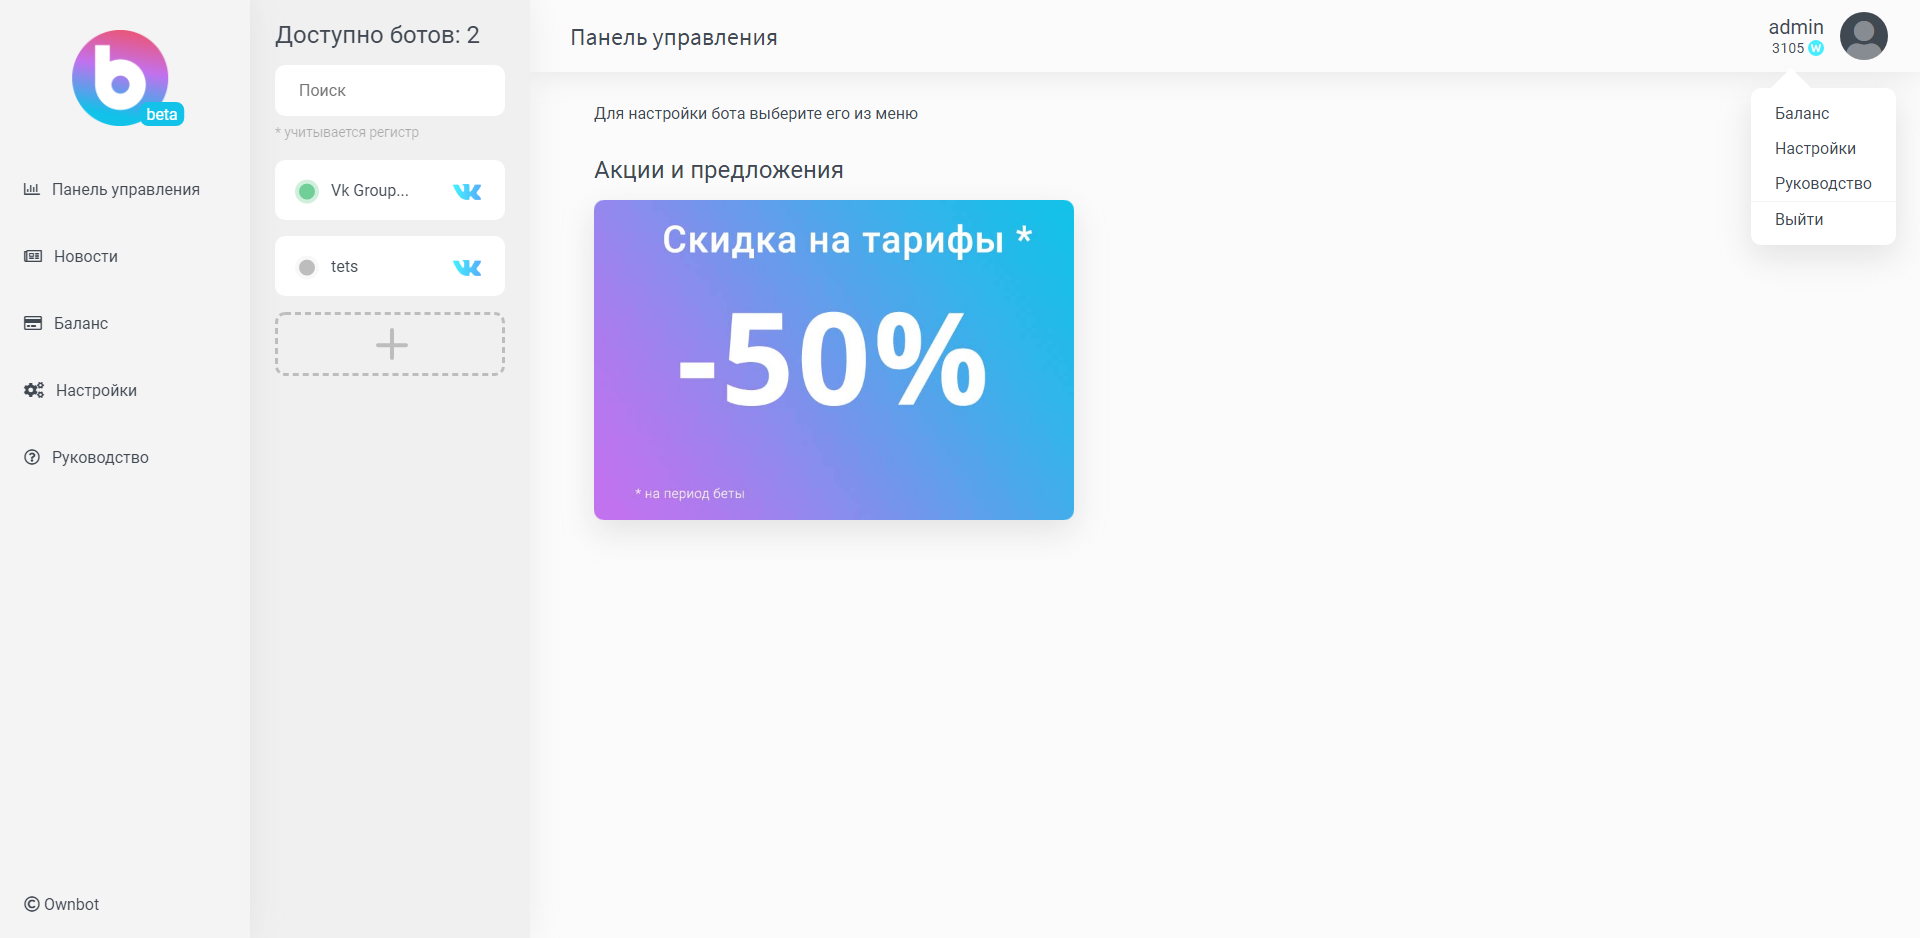 beta
Панель управления
Новости
Баланс
Настройки
Руководство
© Ownbot
Доступно ботов: 2
Поиск
* учитывается регистр
Vk Group...
tets
Панель управления
admin
3105 W
Баланс
Настройки
Руководство
Выйти
Для настройки бота выберите его из меню
Акции и предложения
Скидка на тарифы *
-50%
* на период беты